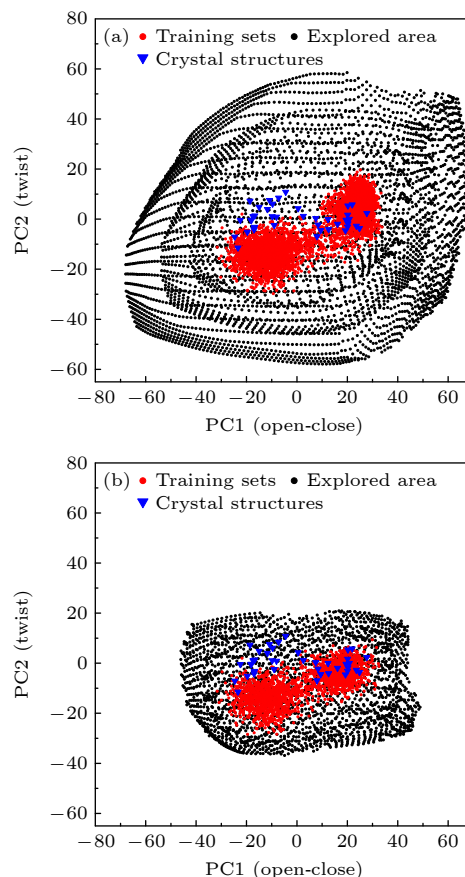 80
(a) Training sets Explored area
Crystal structures
60
40
20
0
−20
−40
−60
PC2 (twist)
−80 −60 −40 −20 0 20 40 60
PC1 (open-close)
80
(b) Training sets Explored area
Crystal structures
60
40
20
0
−20
−40
−60
PC2 (twist)
−80 −60 −40 −20 0 20 40 60
PC1 (open-close)